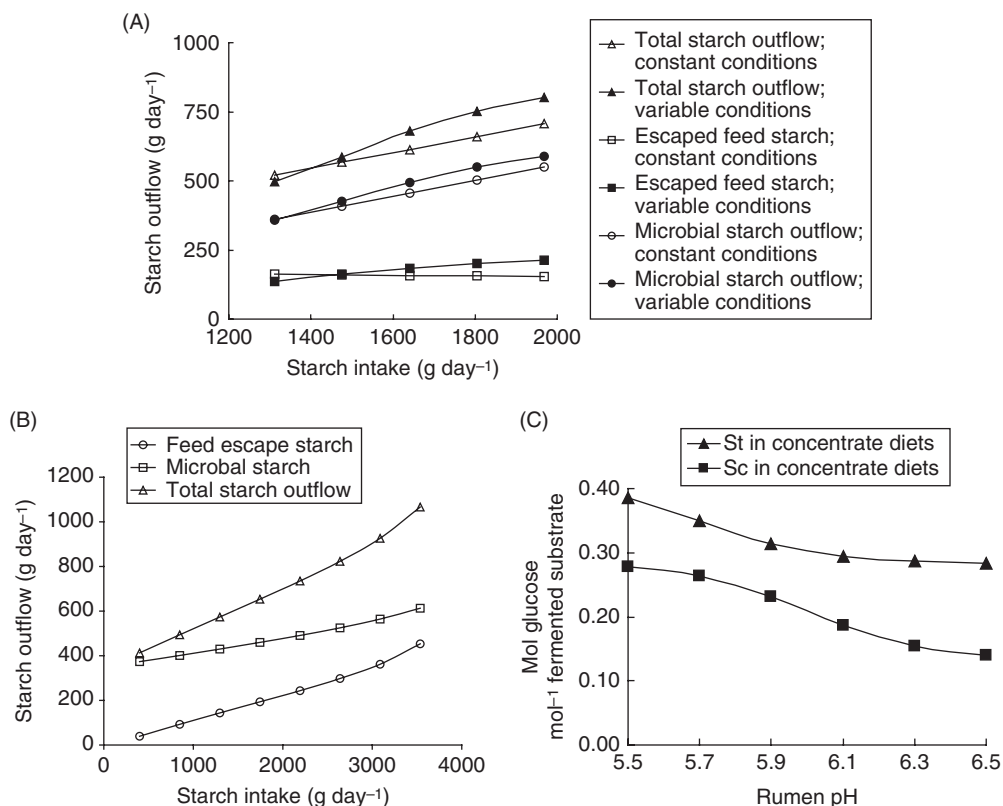 (A)
1000
750
500
250
0
1200
1400
1600
1800
2000
Starch outflow (g day−1)
Starch intake (g day−1)
Total starch outflow;
constant conditions
Total starch outflow;
variable conditions
Escaped feed starch;
constant conditions
Escaped feed starch;
variable conditions
Microbial starch outflow;
constant conditions
Microbial starch outflow;
variable conditions
(B)
Feed escape starch
Microbal starch
Total starch outflow
1200
1000
800
600
400
200
0
0
1000
2000
3000
4000
Starch outflow (g day−1)
Starch intake (g day−1)
(C)
St in concentrate diets
Sc in concentrate diets
0.40
0.30
0.20
0.10
0.00
5.5
5.7
5.9
6.1
6.3
6.5
Mol glucose
mol−1 fermented substrate
Rumen pH